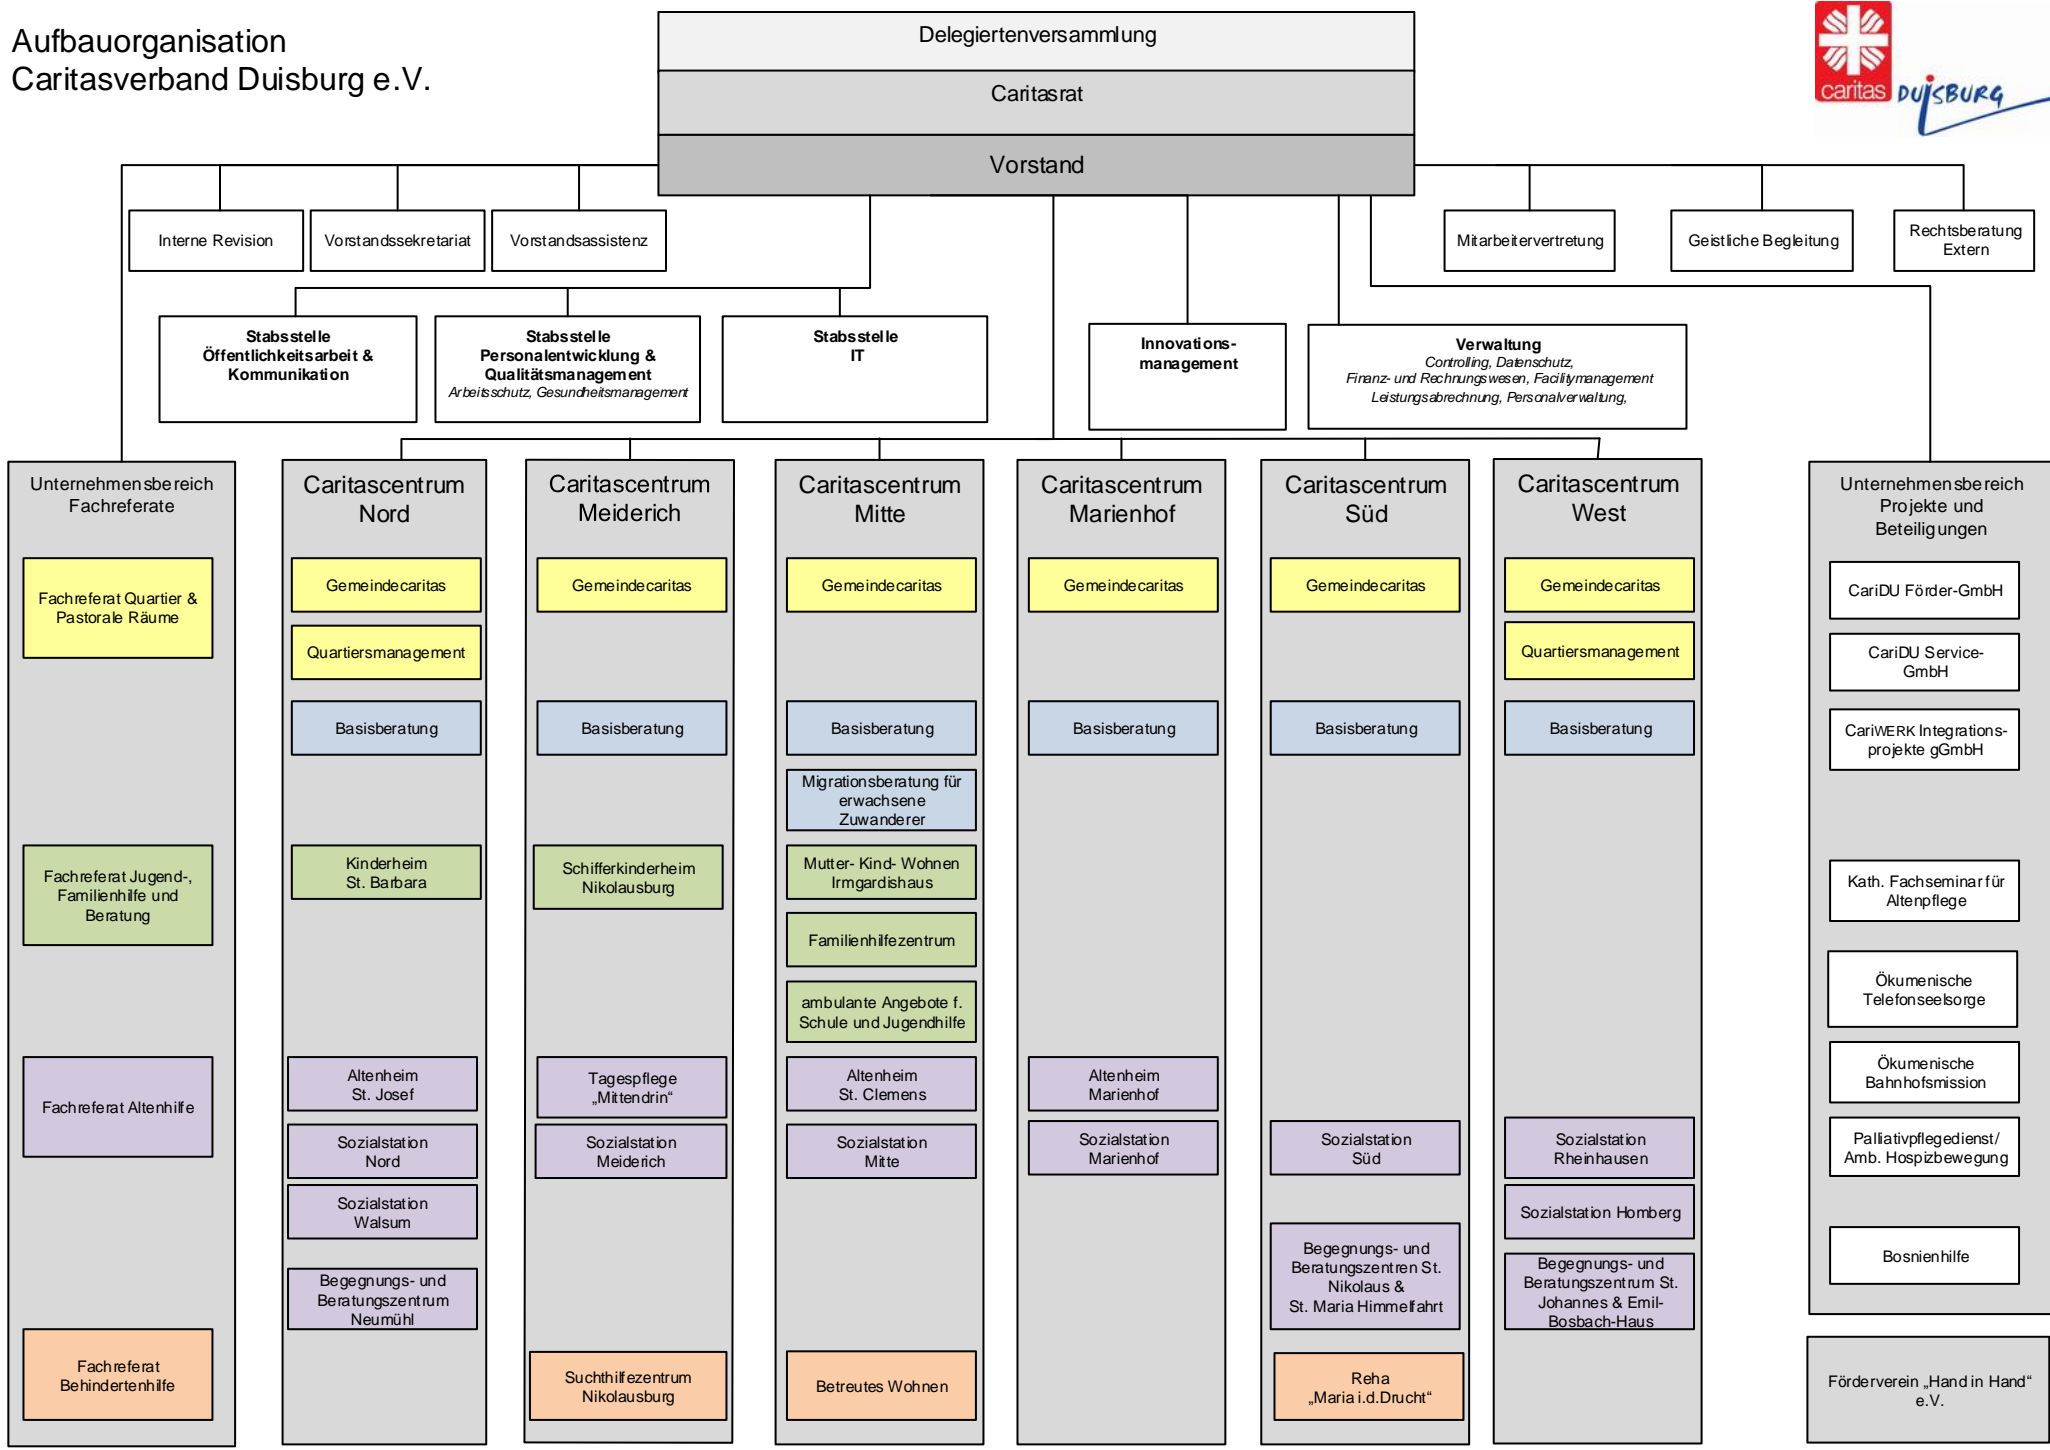 Aufbauorganisation
Caritasverband Duisburg e.V.
Delegiertenversammlung
Caritasrat
Vorstand
caritas
DUISBURG
Interne Revision
Vorstandssekretariat
Vorstandsassistenz
Mitarbeitervertretung
Geistliche Begleitung
Rechtsberatung
Extern
Stabsstelle
Öffentlichkeitsarbeit &
Kommunikation
Stabsstelle
Personalentwicklung &
Qualitätsmanagement
Arbeitsschutz, Gesundheitsmanagement
Stabsstelle
IT
Innovations-
management
Verwaltung
Controlling, Datenschutz,
Finanz- und Rechnungswesen, Facilitymanagement
Leistungsabrechnung, Personalverwaltung,
Unternehmensbereich
Fachreferate
Fachreferat Quartier &
Pastorale Räume
Fachreferat Jugend-,
Familienhilfe und
Beratung
Fachreferat Altenhilfe
Fachreferat
Behindertenhilfe
Caritascentrum
Nord
Gemeindecaritas
Quartiersmanagement
Basisberatung
Kinderheim
St. Barbara
Altenheim
St. Josef
Sozialstation
Nord
Sozialstation
Walsum
Begegnungs- und
Beratungszentrum
Neumühl
Caritascentrum
Meiderich
Gemeindecaritas
Basisberatung
Schifferkinderheim
Nikolausburg
Tagespflege
„Mittendrin“
Sozialstation
Meiderich
Suchthilfezentrum
Nikolausburg
Caritascentrum
Mitte
Gemeindecaritas
Basisberatung
Migrationsberatung für
erwachsene
Zuwanderer
Mutter- Kind- Wohnen
Irmgardishaus
Familienhilfezentrum
ambulante Angebote f.
Schule und Jugendhilfe
Altenheim
St. Clemens
Sozialstation
Mitte
Betreutes Wohnen
Caritascentrum
Marienhof
Gemeindecaritas
Basisberatung
Altenheim
Marienhof
Sozialstation
Marienhof
Caritascentrum
Süd
Gemeindecaritas
Basisberatung
Sozialstation
Süd
Begegnungs- und
Beratungszentren St.
Nikolaus &
St. Maria Himmelfahrt
Reha
„Maria i.d.Drucht“
Caritascentrum
West
Gemeindecaritas
Quartiersmanagement
Basisberatung
Sozialstation
Rheinhausen
Sozialstation Homberg
Begegnungs- und
Beratungszentrum St.
Johannes & Emil-
Bosbach-Haus
Unternehmensbereich
Projekte und
Beteiligungen
CariDU Förder-GmbH
CariDU Service-
GmbH
CariWERK Integrations-
projekte gGmbH
Kath. Fachseminar für
Altenpflege
Ökumenische
Telefonseelsorge
Ökumenische
Bahnhofsmission
Palliativpflegedienst/
Amb. Hospizbewegung
Bosnienhilfe
Förderverein „Hand in Hand“
e.V.